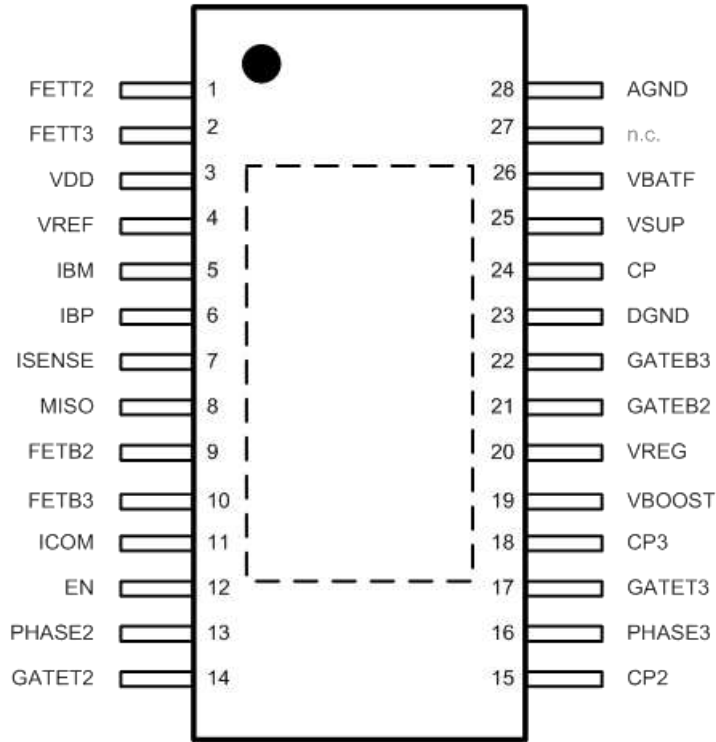 FETT2 1 28 AGND
FETT3 2 27 n.c.
VDD 3 26 VBATF
VREF 4 25 VSUP
IBM 5 24 CP
IBP 6 23 DGND
ISENSE 7 22 GATEB3
MISO 8 21 GATEB2
FETB2 9 20 VREG
FETB3 10 19 VBOOST
ICOM 11 18 CP3
EN 12 17 GATET3
PHASE2 13 16 PHASE3
GATET2 14 15 CP2